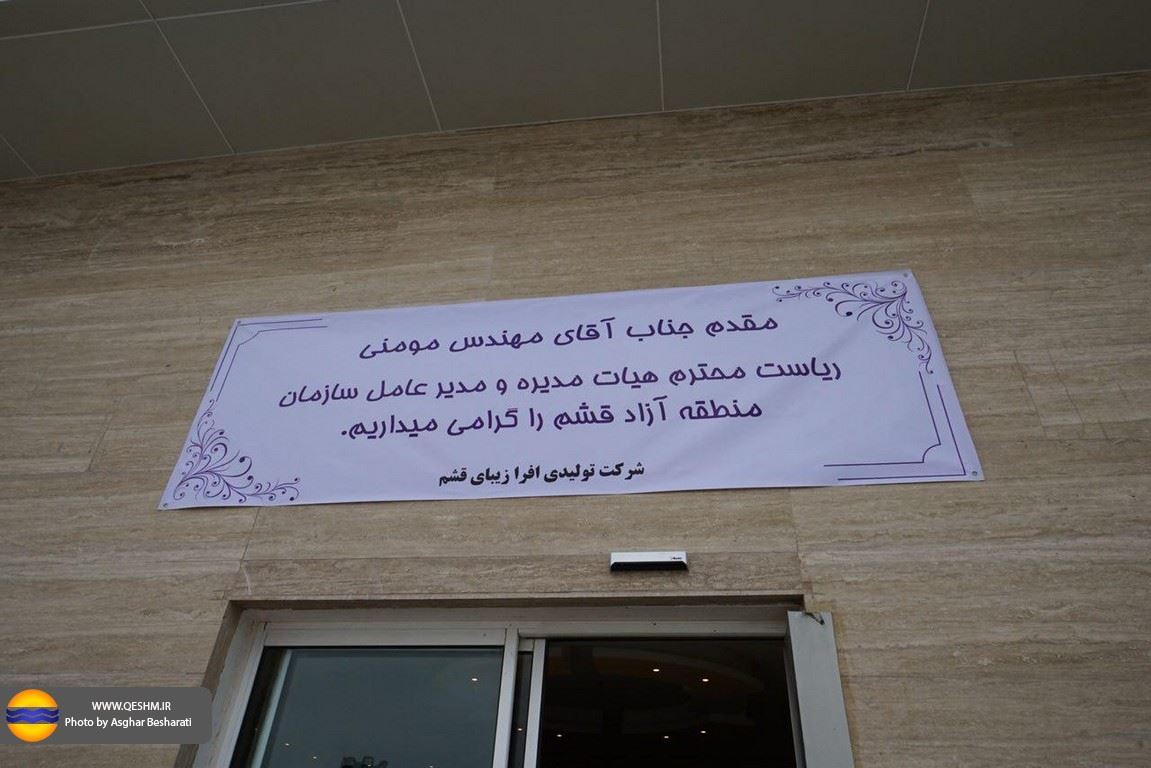 مقدم جناب آقای مهندس مومنی
ریاست محترم هیات مدیره و مدیر عامل سازمان
منطقه آزاد قشم را گرامی میداریم.
شرکت تولیدی افرا زیبای قشم
WWW.QESHM.IR
Photo by Asghar Besharati